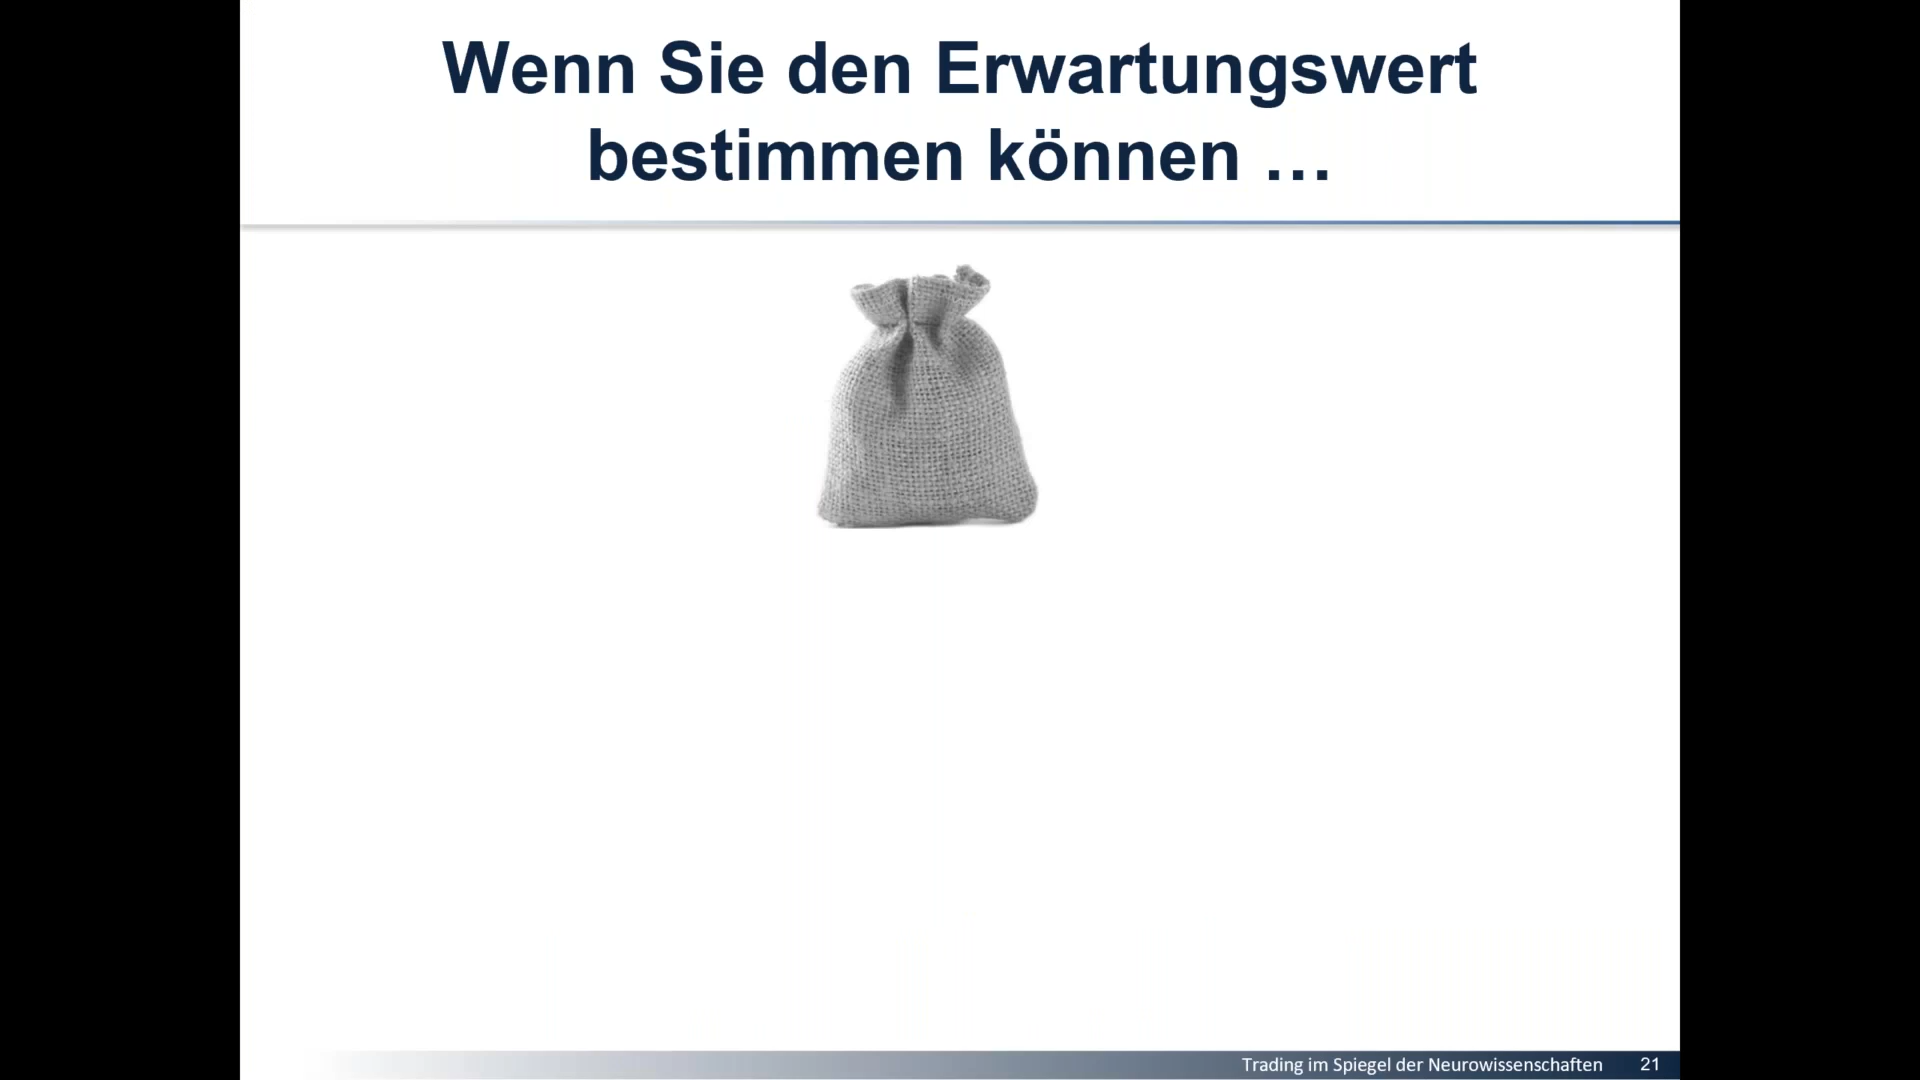 Wenn Sie den Erwartungswert
bestimmen können …
Trading im Spiegel der Neurowissenschaften 21